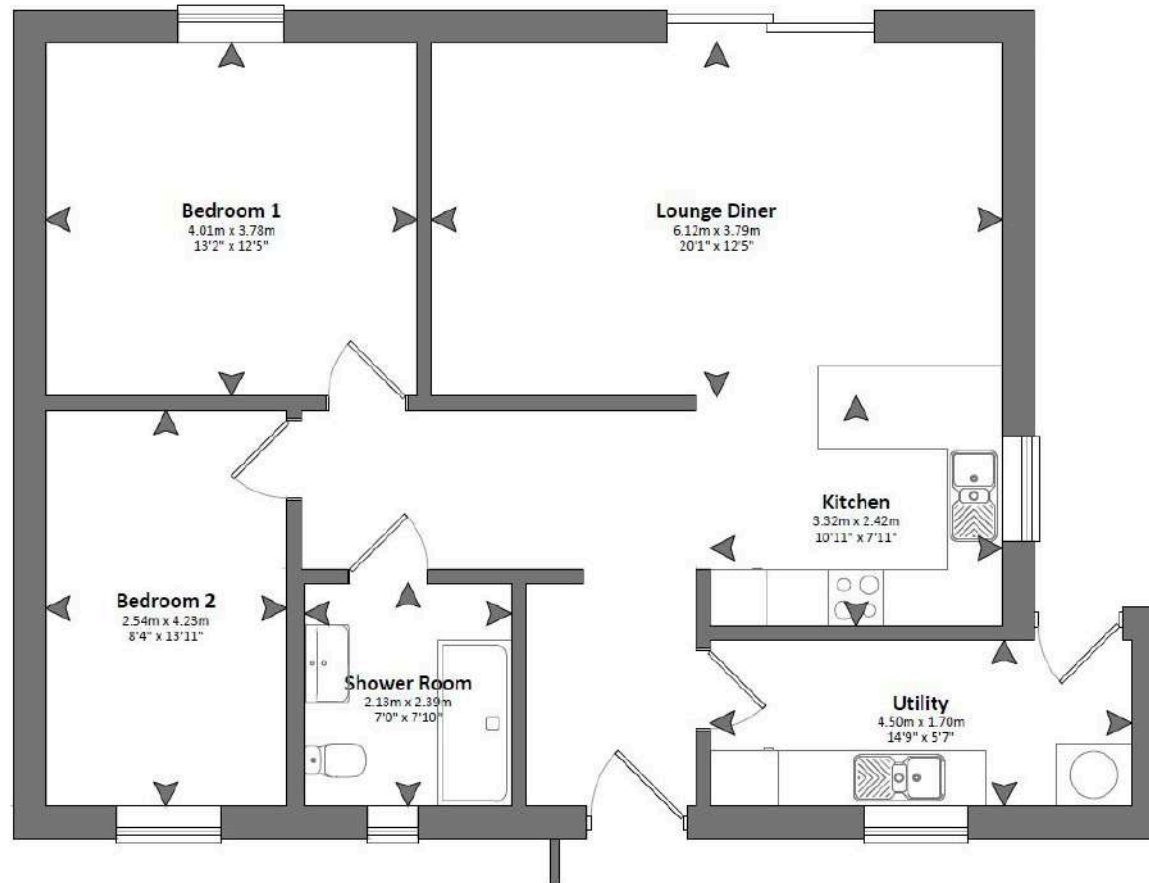 Bedroom 1
4.01m x 3.78m
13'2" x 12'5"
Lounge Diner
6.12m x 3.79m
20'1" x 12'5"
Kitchen
3.32m x 2.42m
10'11" x 7'11"
Bedroom 2
2.54m x 4.23m
8'4" x 13'11"
Shower Room
2.13m x 2.39m
7'0" x 7'10"
Utility
4.50m x 1.70m
14'9" x 5'7"